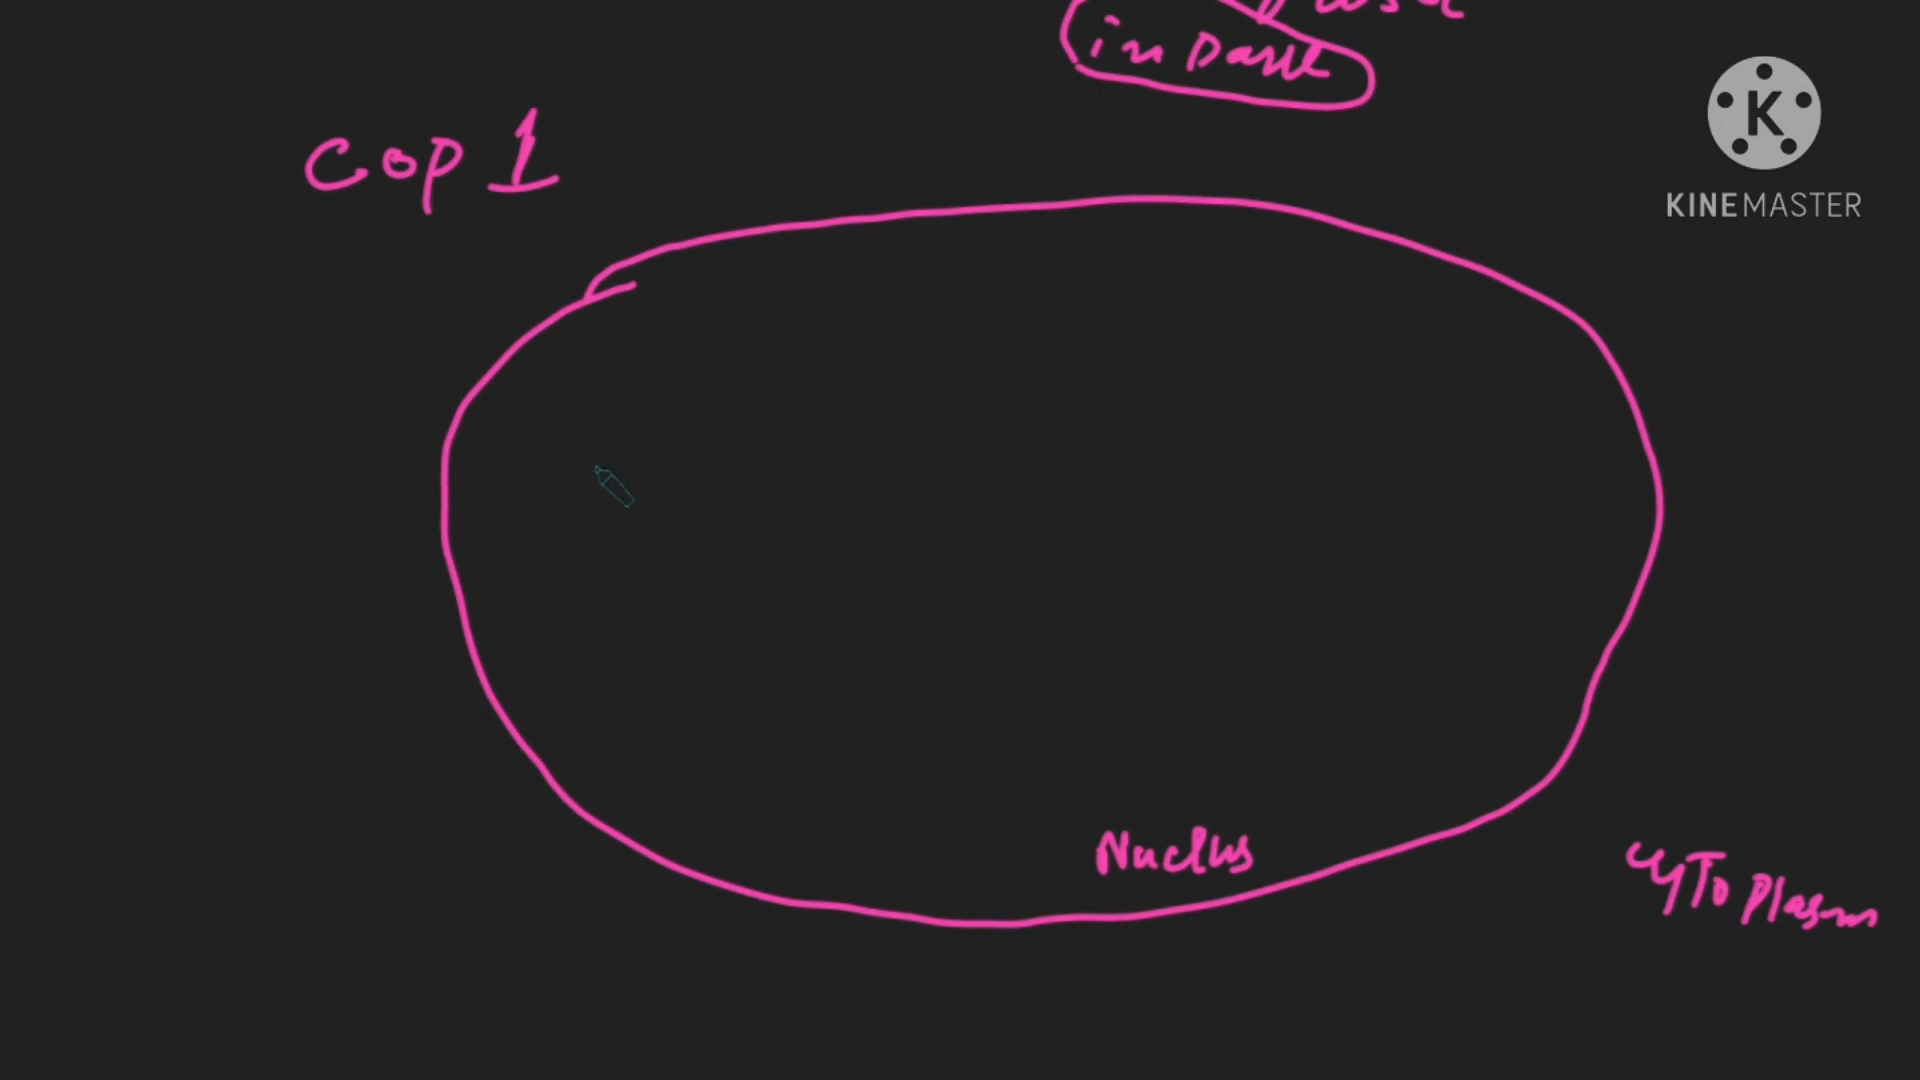 in Dark
Cop 1
K
KINEMASTER
Nuclus
cyToplasm